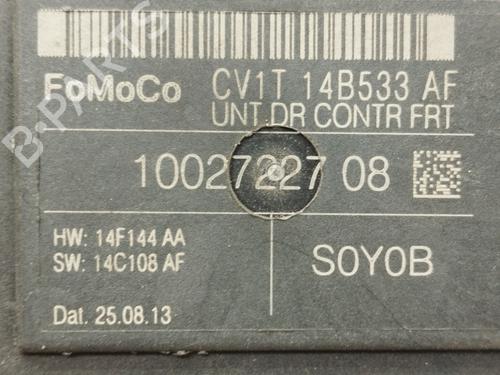 B-PARTS
FoMoCo CV1T 14B533 AF
UNT.DR CONTR FRT
10027227 08
HW: 14F144 AA
SW: 14C108 AF
S0Y0B
Dat. 25.08.13